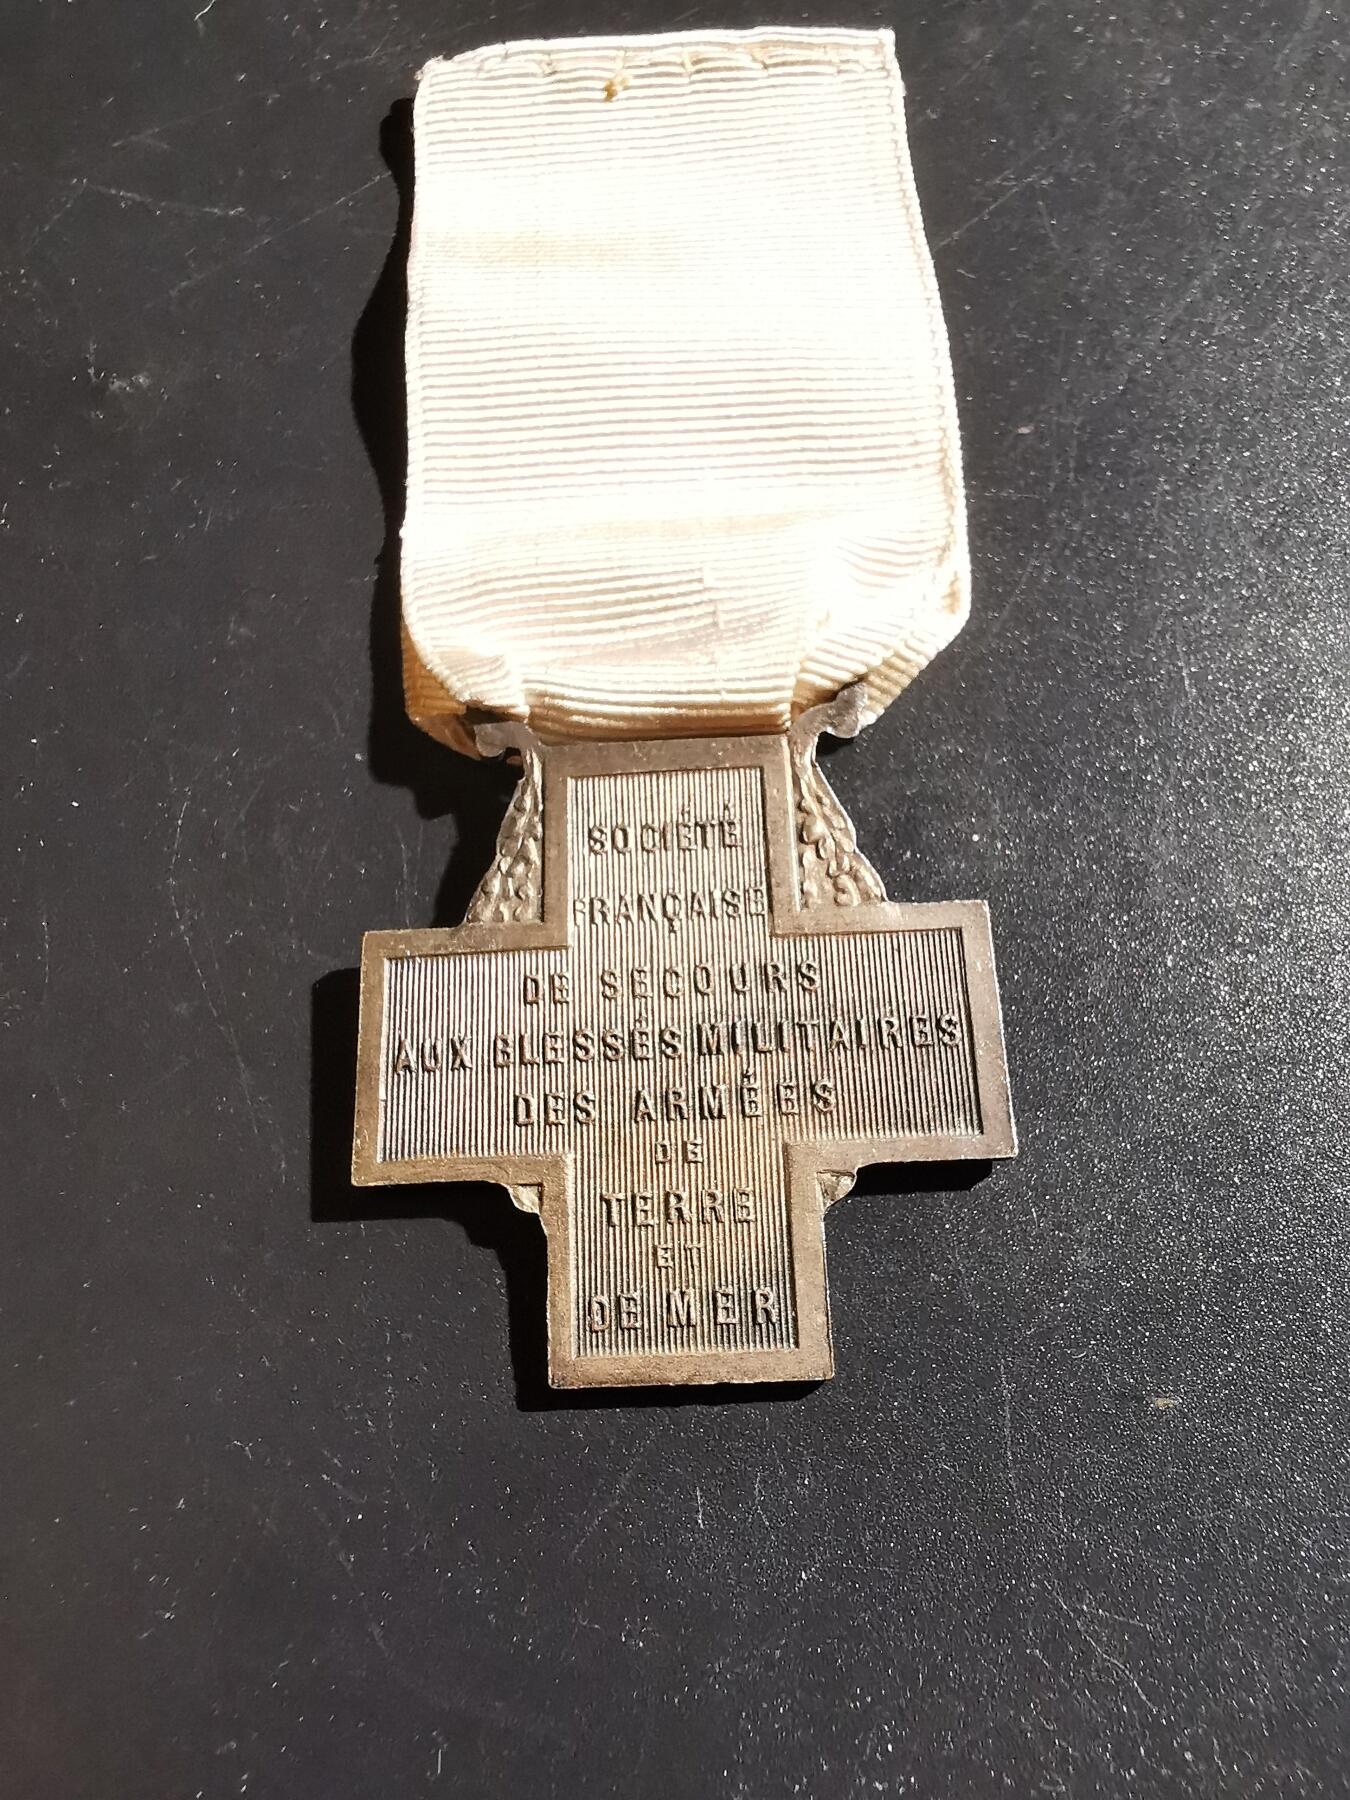 SOCIÉTÉ
FRANÇAISE
DE SECOURS
AUX BLESSÉS MILITAIRES
DES ARMÉES
DE
TERRE
ET
DE MER